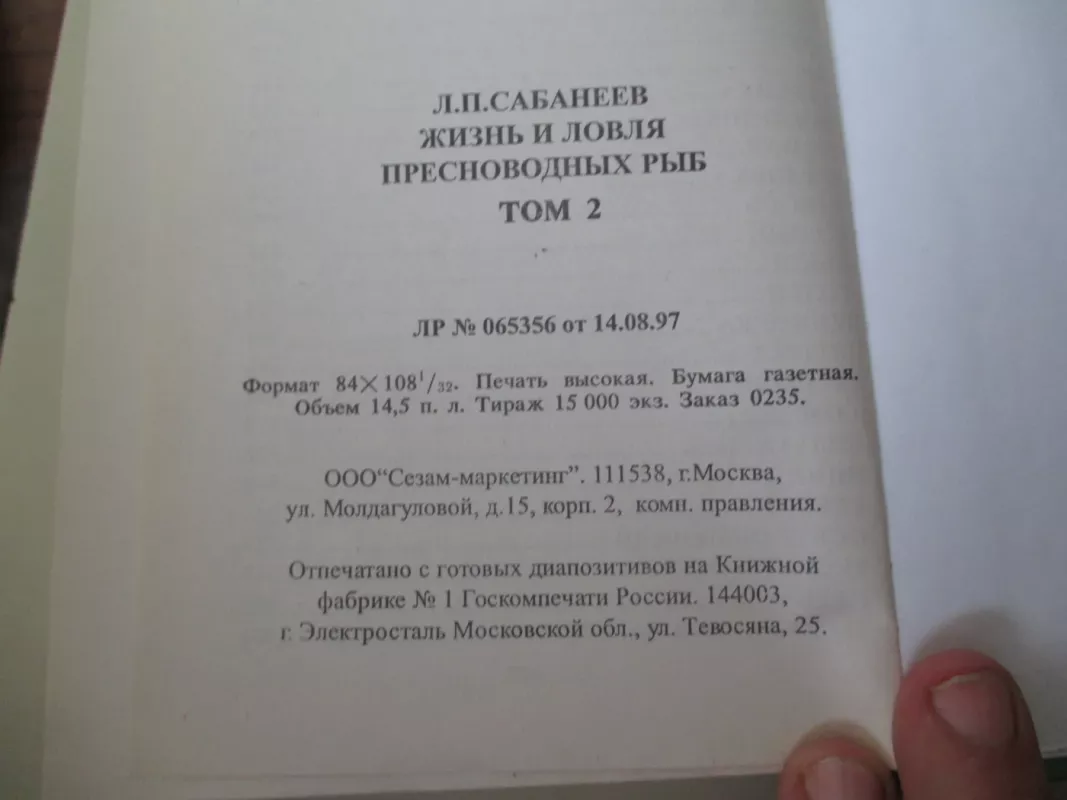 Л.П.САБАНЕЕВ
ЖИЗНЬ И ЛОВЛЯ
ПРЕСНОВОДНЫХ РЫБ
ТОМ 2
ЛР № 065356 от 14.08.97
Формат 84×108¹/₃₂. Печать высокая. Бумага газетная.
Объем 14,5 п. л. Тираж 15 000 экз. Заказ 0235.
ООО“Сезам-маркетинг”. 111538, г.Москва,
ул. Молдагуловой, д.15, корп. 2, комн. правления.
Отпечатано с готовых диапозитивов на Книжной
фабрике № 1 Госкомпечати России. 144003,
г. Электросталь Московской обл., ул. Тевосяна, 25.